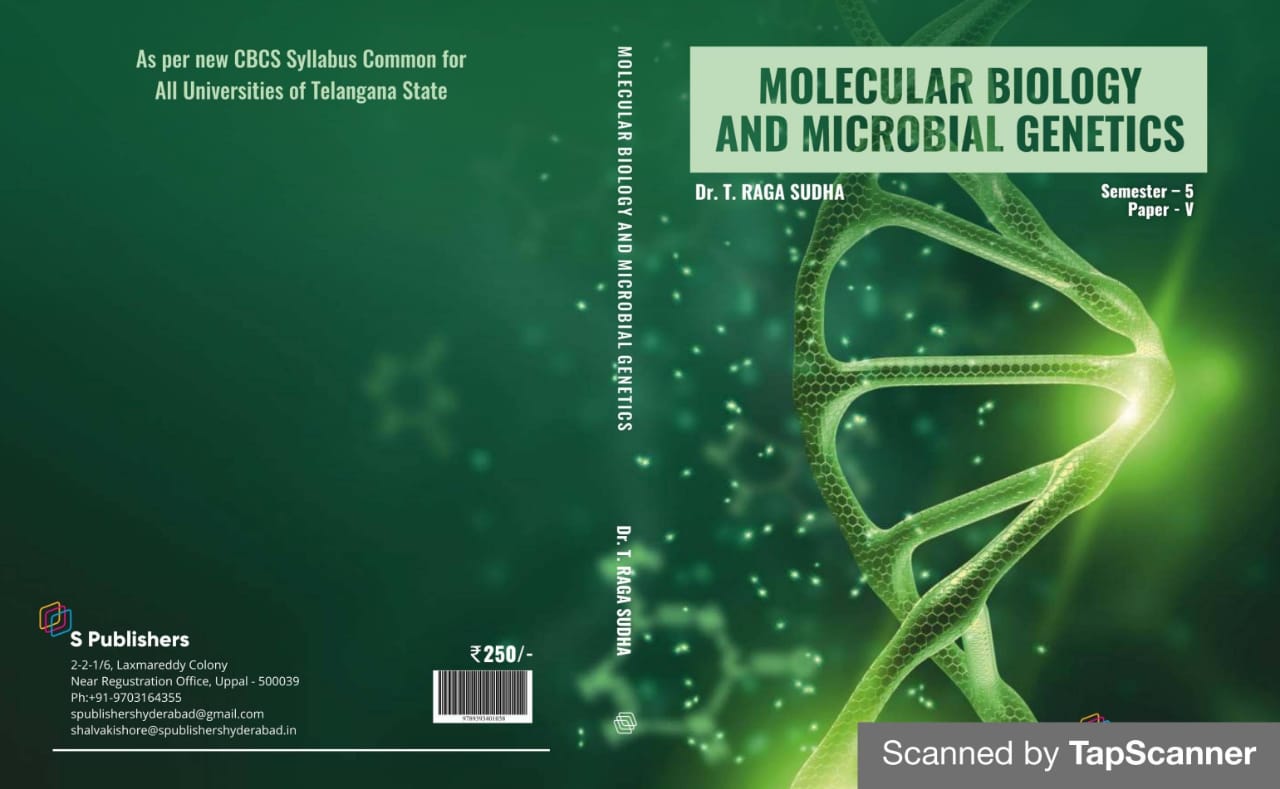 As per new CBCS Syllabus Common for
All Universities of Telangana State
S Publishers
2-2-1/6, Laxmareddy Colony
Near Regustration Office, Uppal - 500039
Ph:+91-9703164355
spublishershyderabad@gmail.com
shalvakishore@spublishershyderabad.in
₹250/-
9789393401038
MOLECULAR BIOLOGY AND MICROBIAL GENETICS
Dr. T. RAGA SUDHA
MOLECULAR BIOLOGY
AND MICROBIAL GENETICS
Dr. T. RAGA SUDHA
Semester – 5
Paper - V
Scanned by TapScanner